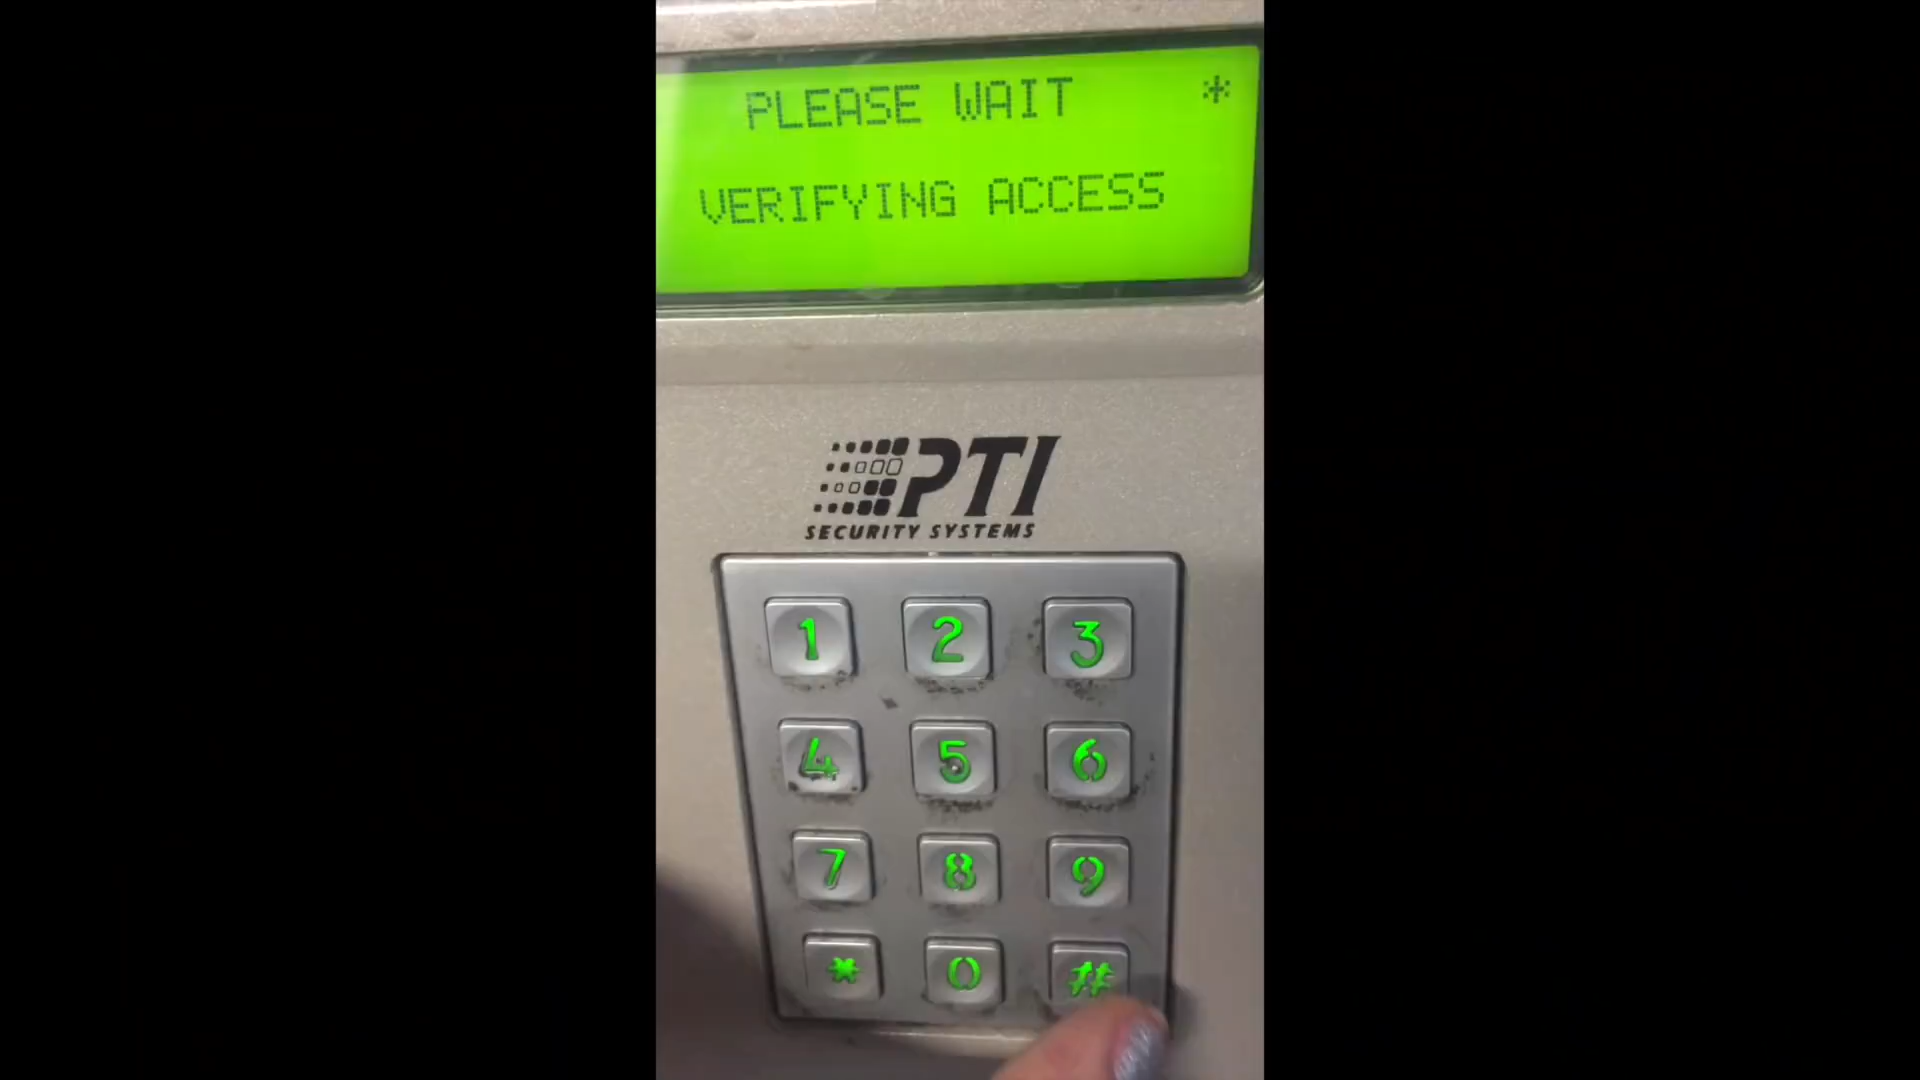 PLEASE WAIT *
VERIFYING ACCESS
PTI
SECURITY SYSTEMS
1 2 3
4 5 6
7 8 9
* 0 #